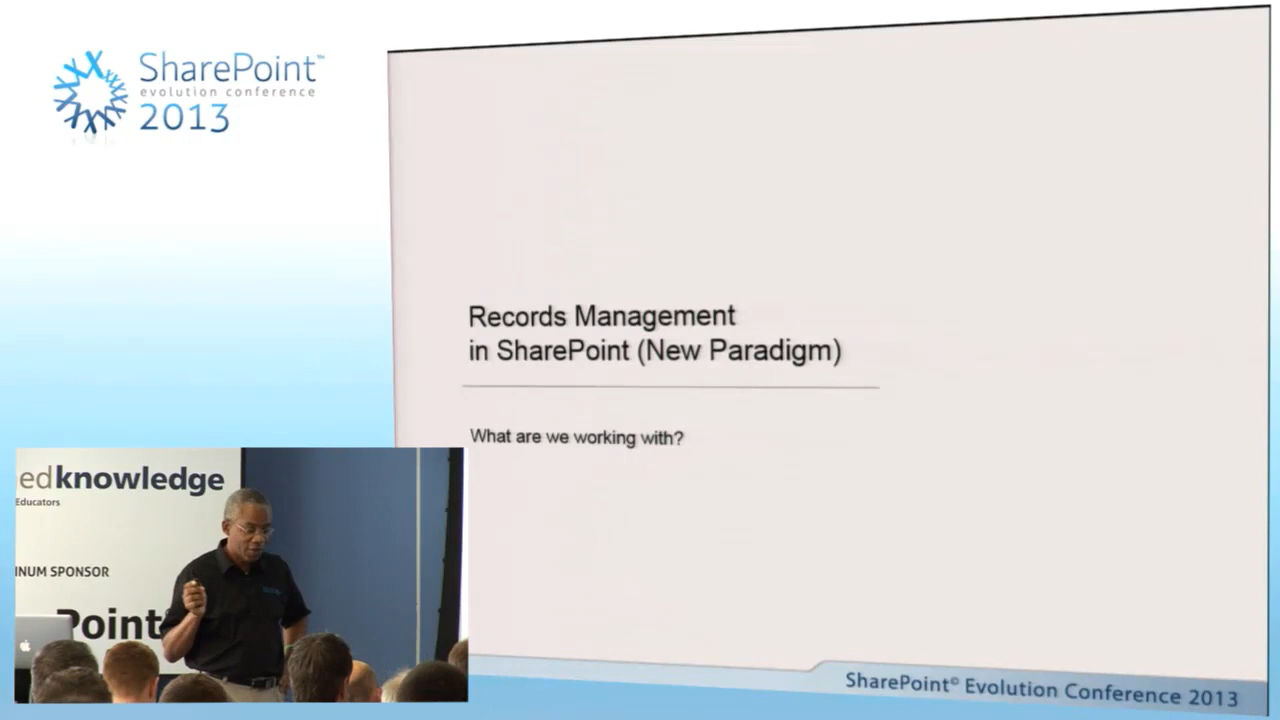 SharePoint™
evolution conference
2013
Records Management
in SharePoint (New Paradigm)
What are we working with?
edknowledge
Educators
INUM SPONSOR
Point
SharePoint© Evolution Conference 2013